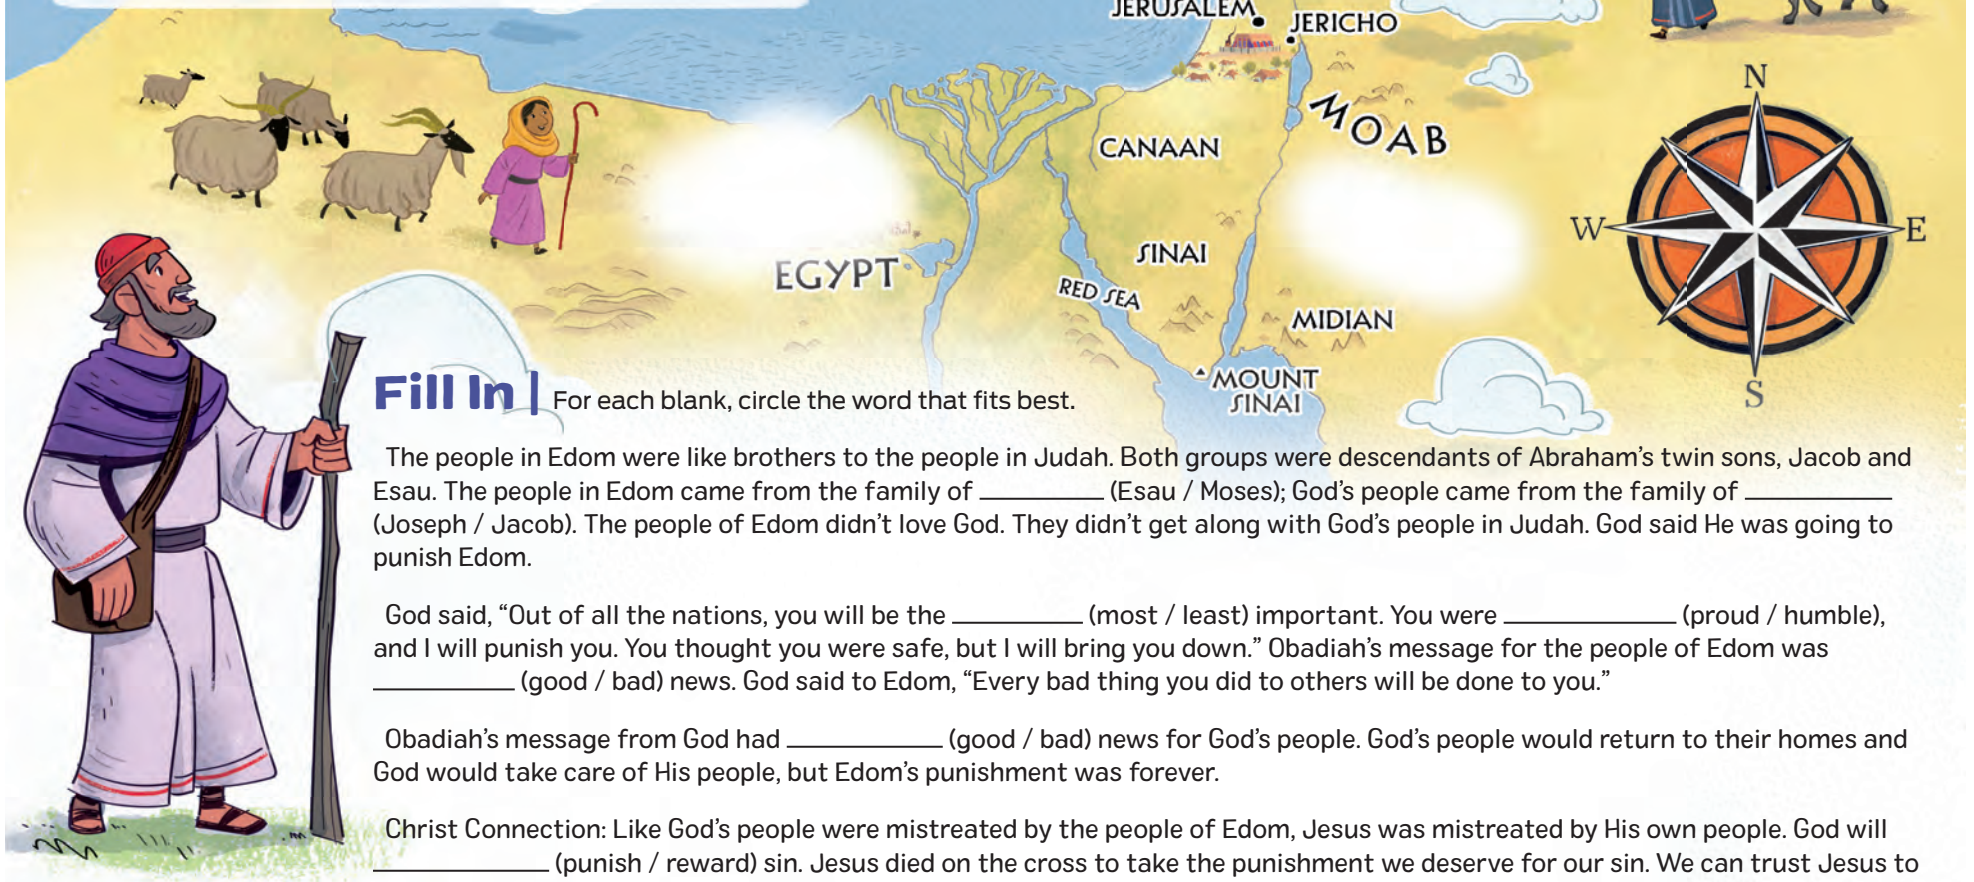 JERUSALEM
JERICHO
MOAB
CANAAN
N
W
E
S
SINAI
EGYPT
RED SEA
MIDIAN
MOUNT
SINAI
Fill In | For each blank, circle the word that fits best.
The people in Edom were like brothers to the people in Judah. Both groups were descendants of Abraham’s twin sons, Jacob and
Esau. The people in Edom came from the family of __________ (Esau / Moses); God’s people came from the family of ____________
(Joseph / Jacob). The people of Edom didn’t love God. They didn’t get along with God’s people in Judah. God said He was going to
punish Edom.
God said, “Out of all the nations, you will be the ___________ (most / least) important. You were ______________ (proud / humble),
and I will punish you. You thought you were safe, but I will bring you down.” Obadiah’s message for the people of Edom was
____________ (good / bad) news. God said to Edom, “Every bad thing you did to others will be done to you.”
Obadiah’s message from God had _____________ (good / bad) news for God’s people. God’s people would return to their homes and
God would take care of His people, but Edom’s punishment was forever.
Christ Connection: Like God’s people were mistreated by the people of Edom, Jesus was mistreated by His own people. God will
_______________ (punish / reward) sin. Jesus died on the cross to take the punishment we deserve for our sin. We can trust Jesus to